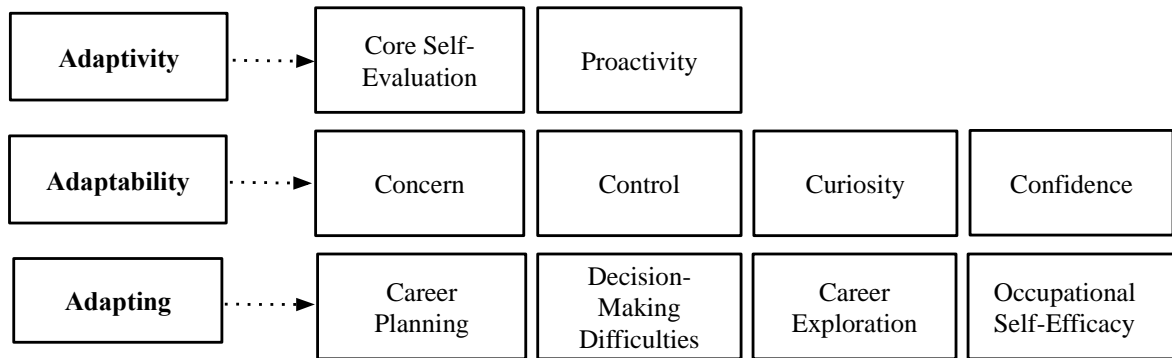 Adaptivity
Core Self-
Evaluation
Proactivity
Adaptability
Concern
Control
Curiosity
Confidence
Adapting
Career
Planning
Decision-
Making
Difficulties
Career
Exploration
Occupational
Self-Efficacy